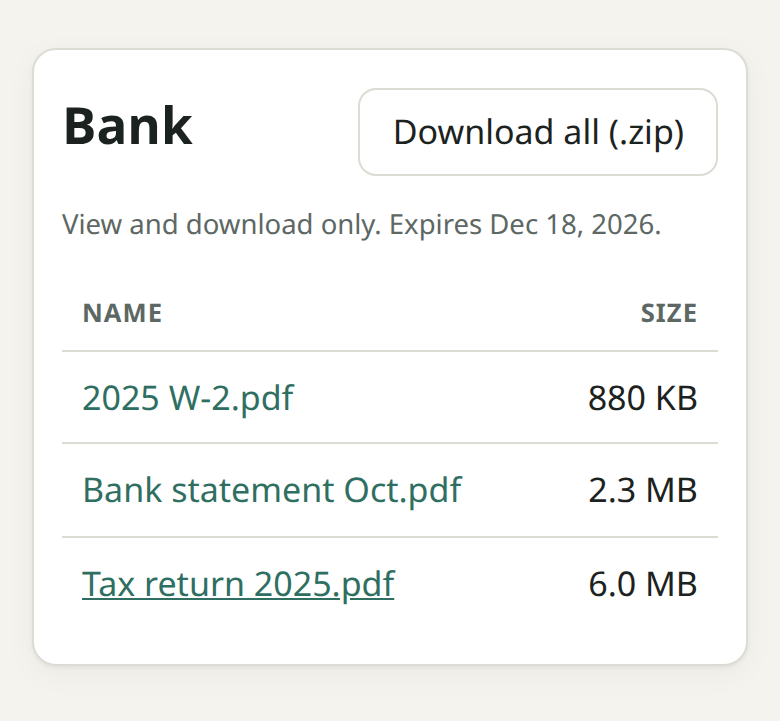 Bank
Download all (.zip)
View and download only. Expires Dec 18, 2026.
NAME SIZE
2025 W-2.pdf 880 KB
Bank statement Oct.pdf 2.3 MB
Tax return 2025.pdf 6.0 MB